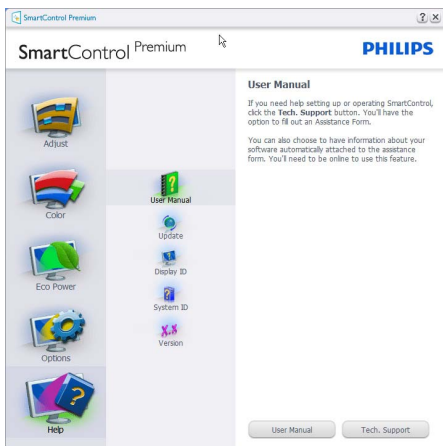 SmartControl Premium
SmartControl Premium
PHILIPS
Adjust
Color
Eco Power
Options
Help
User Manual
Update
Display ID
System ID
X.X
Version
User Manual
If you need help setting up or operating SmartControl,
click the Tech. Support button. You'll have the
option to fill out an Assistance Form.
You can also choose to have information about your
software automatically attached to the assistance
form. You'll need to be online to use this feature.
User Manual
Tech. Support